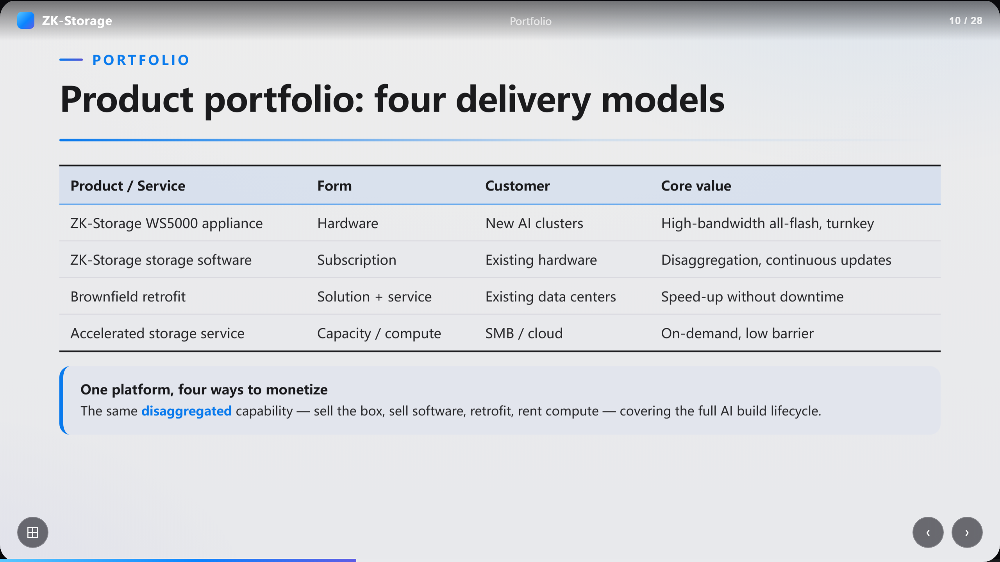 ZK-Storage
Portfolio
10 / 28
PORTFOLIO
Product portfolio: four delivery models
Product / Service Form Customer Core value
ZK-Storage WS5000 appliance Hardware New AI clusters High-bandwidth all-flash, turnkey
ZK-Storage storage software Subscription Existing hardware Disaggregation, continuous updates
Brownfield retrofit Solution + service Existing data centers Speed-up without downtime
Accelerated storage service Capacity / compute SMB / cloud On-demand, low barrier
One platform, four ways to monetize
The same disaggregated capability — sell the box, sell software, retrofit, rent compute — covering the full AI build lifecycle.